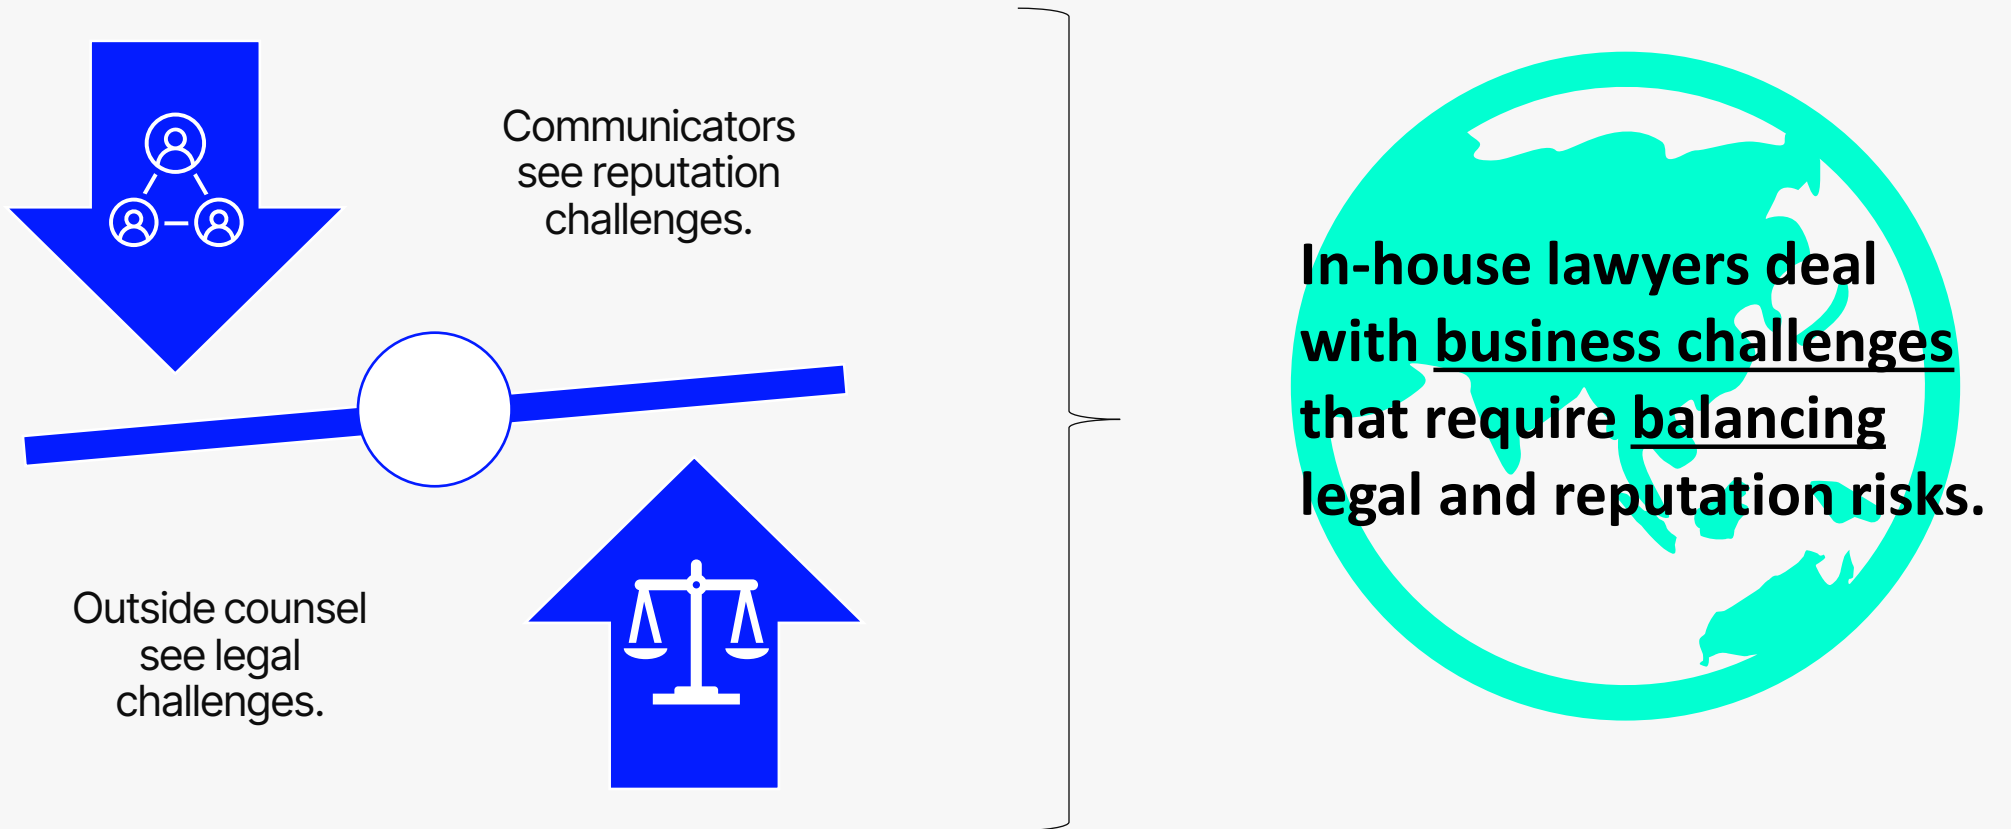 Communicators
see reputation
challenges.
Outside counsel
see legal
challenges.
In-house lawyers deal
with business challenges
that require balancing
legal and reputation risks.